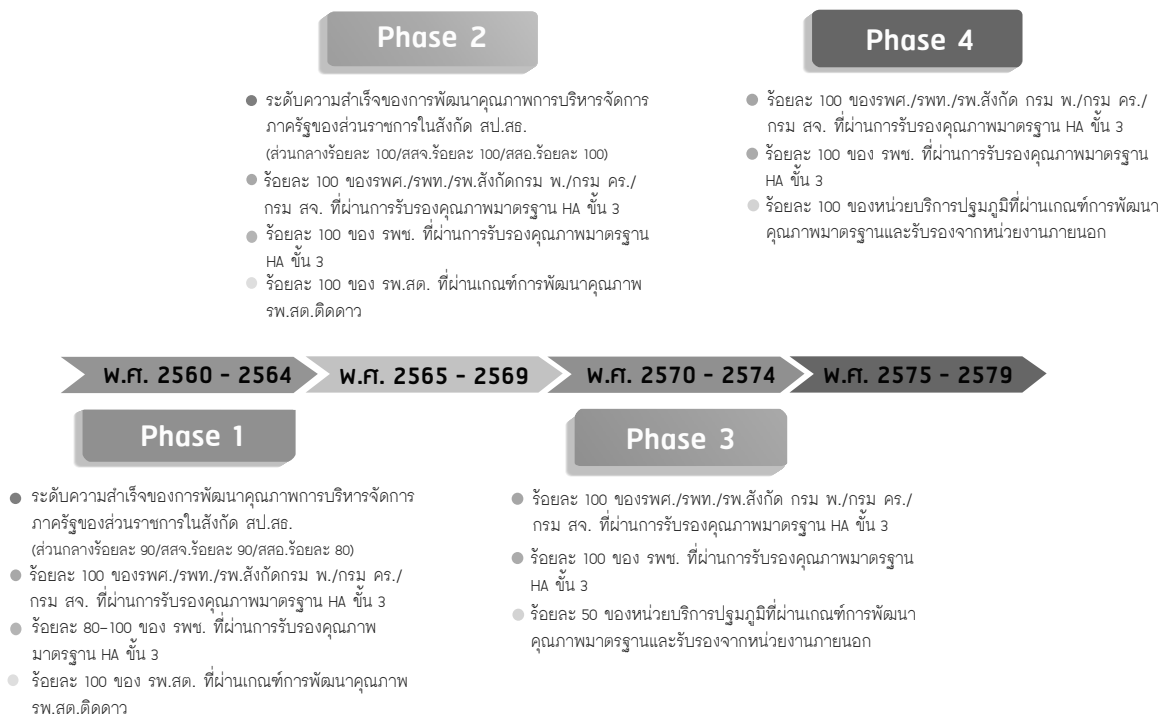 Phase 2
ระดับความสำเร็จของการพัฒนาคุณภาพการบริหารจัดการ
ภาครัฐของส่วนราชการในสังกัด สป.สธ.
(ส่วนกลางร้อยละ 100/สสจ.ร้อยละ 100/สสอ.ร้อยละ 100)
ร้อยละ 100 ของรพศ./รพท./รพ.สังกัดกรม พ./กรม คร./
กรม สจ. ที่ผ่านการรับรองคุณภาพมาตรฐาน HA ขั้น 3
ร้อยละ 100 ของ รพช. ที่ผ่านการรับรองคุณภาพมาตรฐาน
HA ขั้น 3
ร้อยละ 100 ของ รพ.สต. ที่ผ่านเกณฑ์การพัฒนาคุณภาพ
รพ.สต.ติดดาว
Phase 4
ร้อยละ 100 ของรพศ./รพท./รพ.สังกัด กรม พ./กรม คร./
กรม สจ. ที่ผ่านการรับรองคุณภาพมาตรฐาน HA ขั้น 3
ร้อยละ 100 ของ รพช. ที่ผ่านการรับรองคุณภาพมาตรฐาน
HA ขั้น 3
ร้อยละ 100 ของหน่วยบริการปฐมภูมิที่ผ่านเกณฑ์การพัฒนา
คุณภาพมาตรฐานและรับรองจากหน่วยงานภายนอก
พ.ศ. 2560 - 2564
พ.ศ. 2565 - 2569
พ.ศ. 2570 - 2574
พ.ศ. 2575 - 2579
Phase 1
ระดับความสำเร็จของการพัฒนาคุณภาพการบริหารจัดการ
ภาครัฐของส่วนราชการในสังกัด สป.สธ.
(ส่วนกลางร้อยละ 90/สสจ.ร้อยละ 90/สสอ.ร้อยละ 80)
ร้อยละ 100 ของรพศ./รพท./รพ.สังกัดกรม พ./กรม คร./
กรม สจ. ที่ผ่านการรับรองคุณภาพมาตรฐาน HA ขั้น 3
ร้อยละ 80-100 ของ รพช. ที่ผ่านการรับรองคุณภาพ
มาตรฐาน HA ขั้น 3
ร้อยละ 100 ของ รพ.สต. ที่ผ่านเกณฑ์การพัฒนาคุณภาพ
รพ.สต.ติดดาว
Phase 3
ร้อยละ 100 ของรพศ./รพท./รพ.สังกัด กรม พ./กรม คร./
กรม สจ. ที่ผ่านการรับรองคุณภาพมาตรฐาน HA ขั้น 3
ร้อยละ 100 ของ รพช. ที่ผ่านการรับรองคุณภาพมาตรฐาน
HA ขั้น 3
ร้อยละ 50 ของหน่วยบริการปฐมภูมิที่ผ่านเกณฑ์การพัฒนา
คุณภาพมาตรฐานและรับรองจากหน่วยงานภายนอก